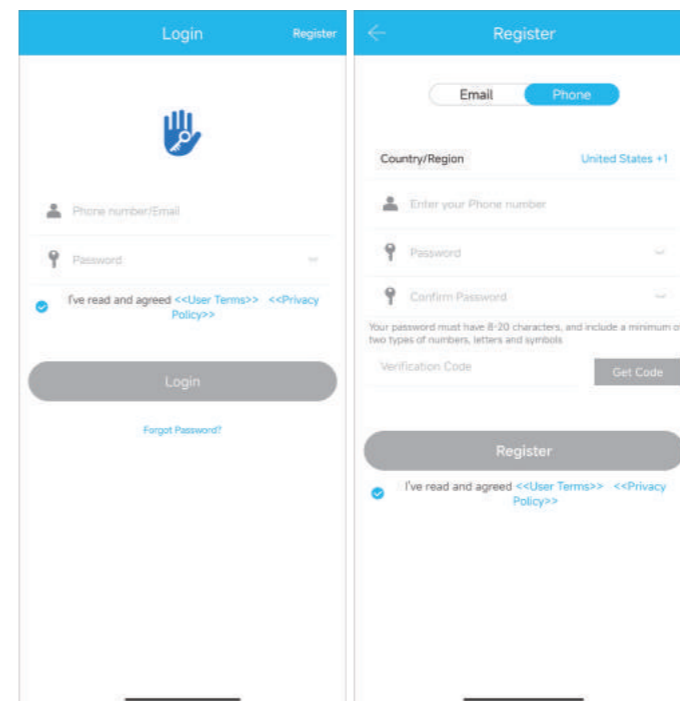 Login
Register
Phone number/Email
Password
I've read and agreed <<User Terms>> <<Privacy
Policy>>
Login
Forgot Password?
Register
Email
Phone
Country/Region
United States +1
Enter your Phone number
Password
Confirm Password
Your password must have 8-20 characters, and include a minimum of
two types of numbers, letters and symbols
Verification Code
Get Code
Register
I've read and agreed <<User Terms>> <<Privacy
Policy>>